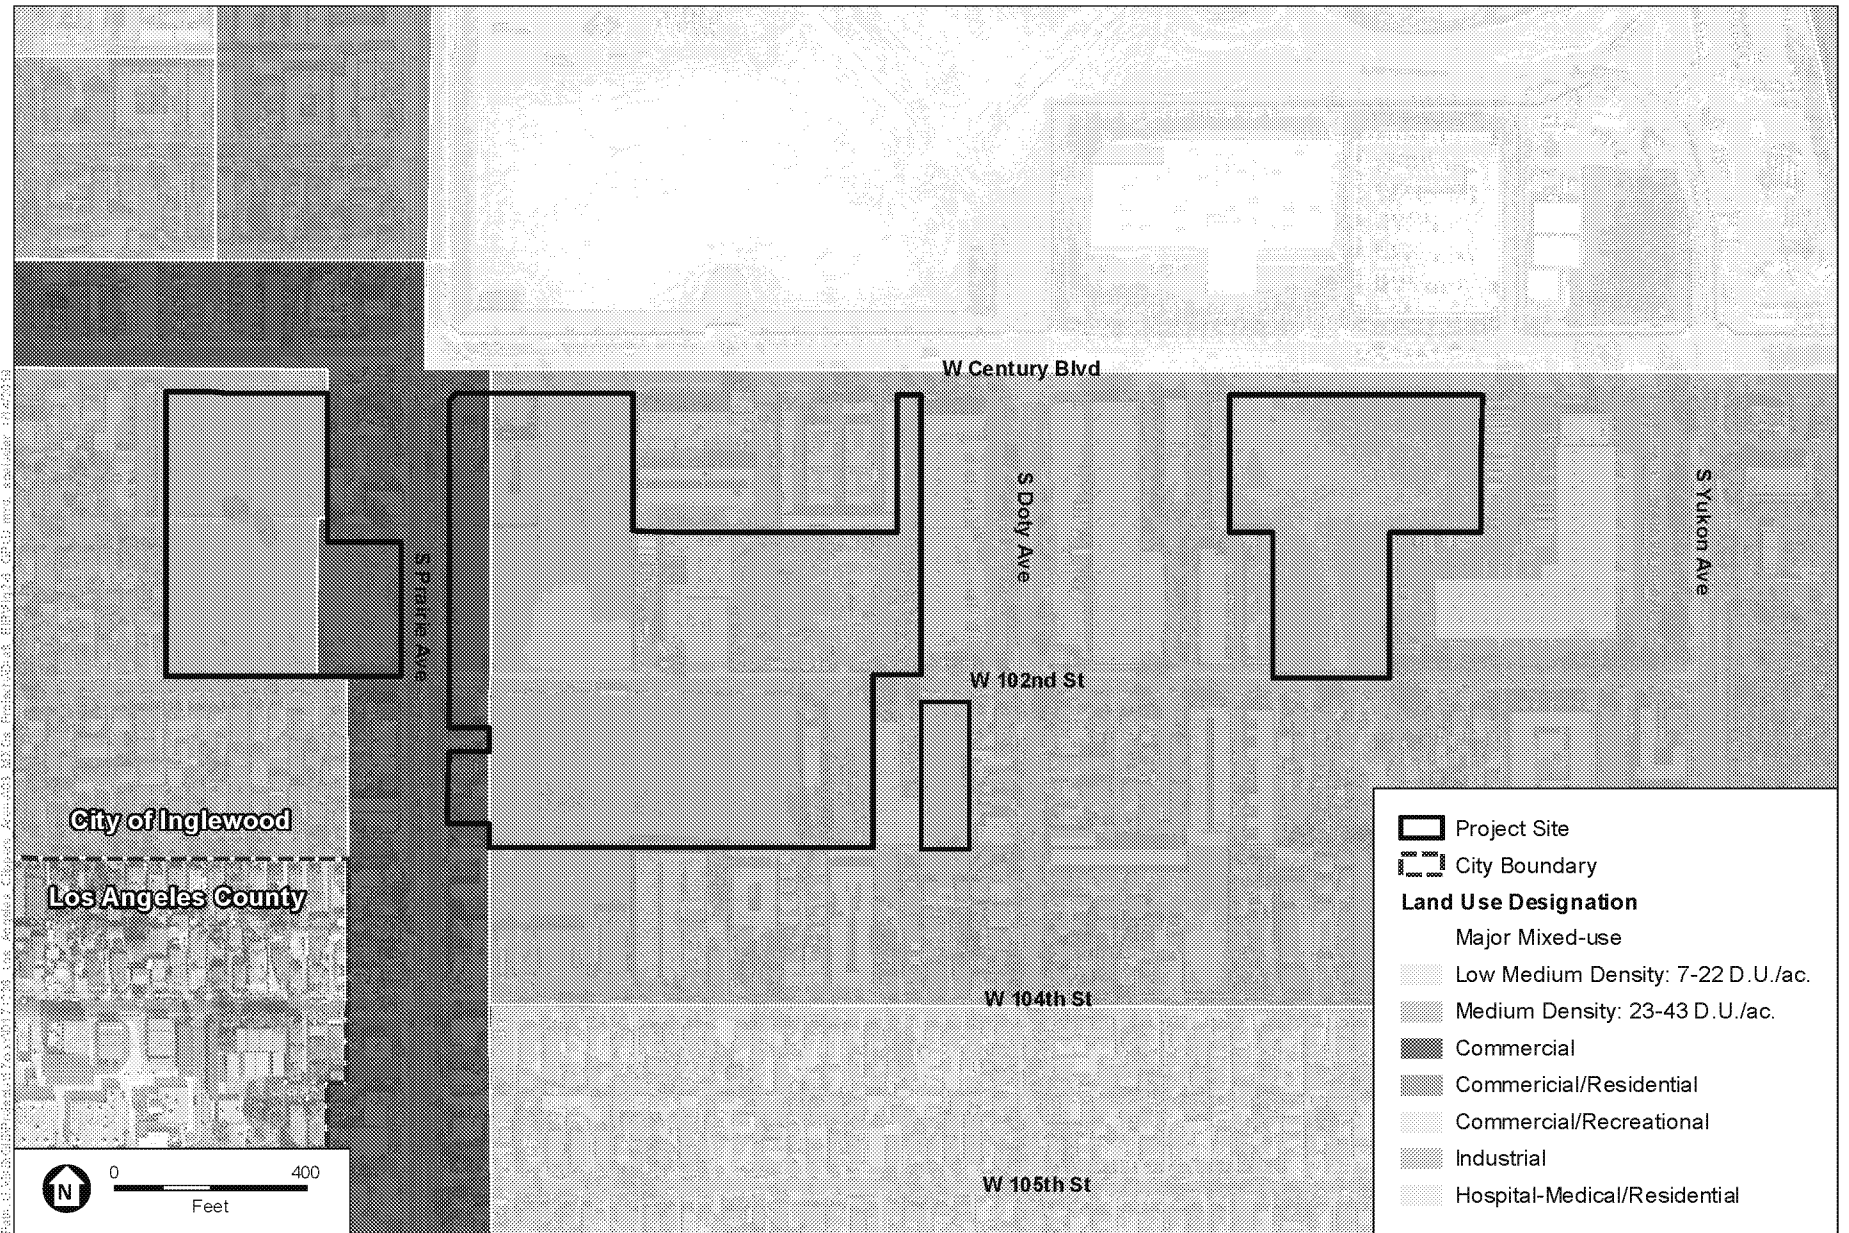 W Century Blvd
S Doty Ave
S Yukon Ave
S Prairie Ave
W 102nd St
City of Inglewood
Los Angeles County
W 104th St
W 105th St
Project Site
City Boundary
Land Use Designation
Major Mixed-use
Low Medium Density: 7-22 D.U./ac.
Medium Density: 23-43 D.U./ac.
Commercial
Commericial/Residential
Commercial/Recreational
Industrial
Hospital-Medical/Residential
N
0 400
Feet